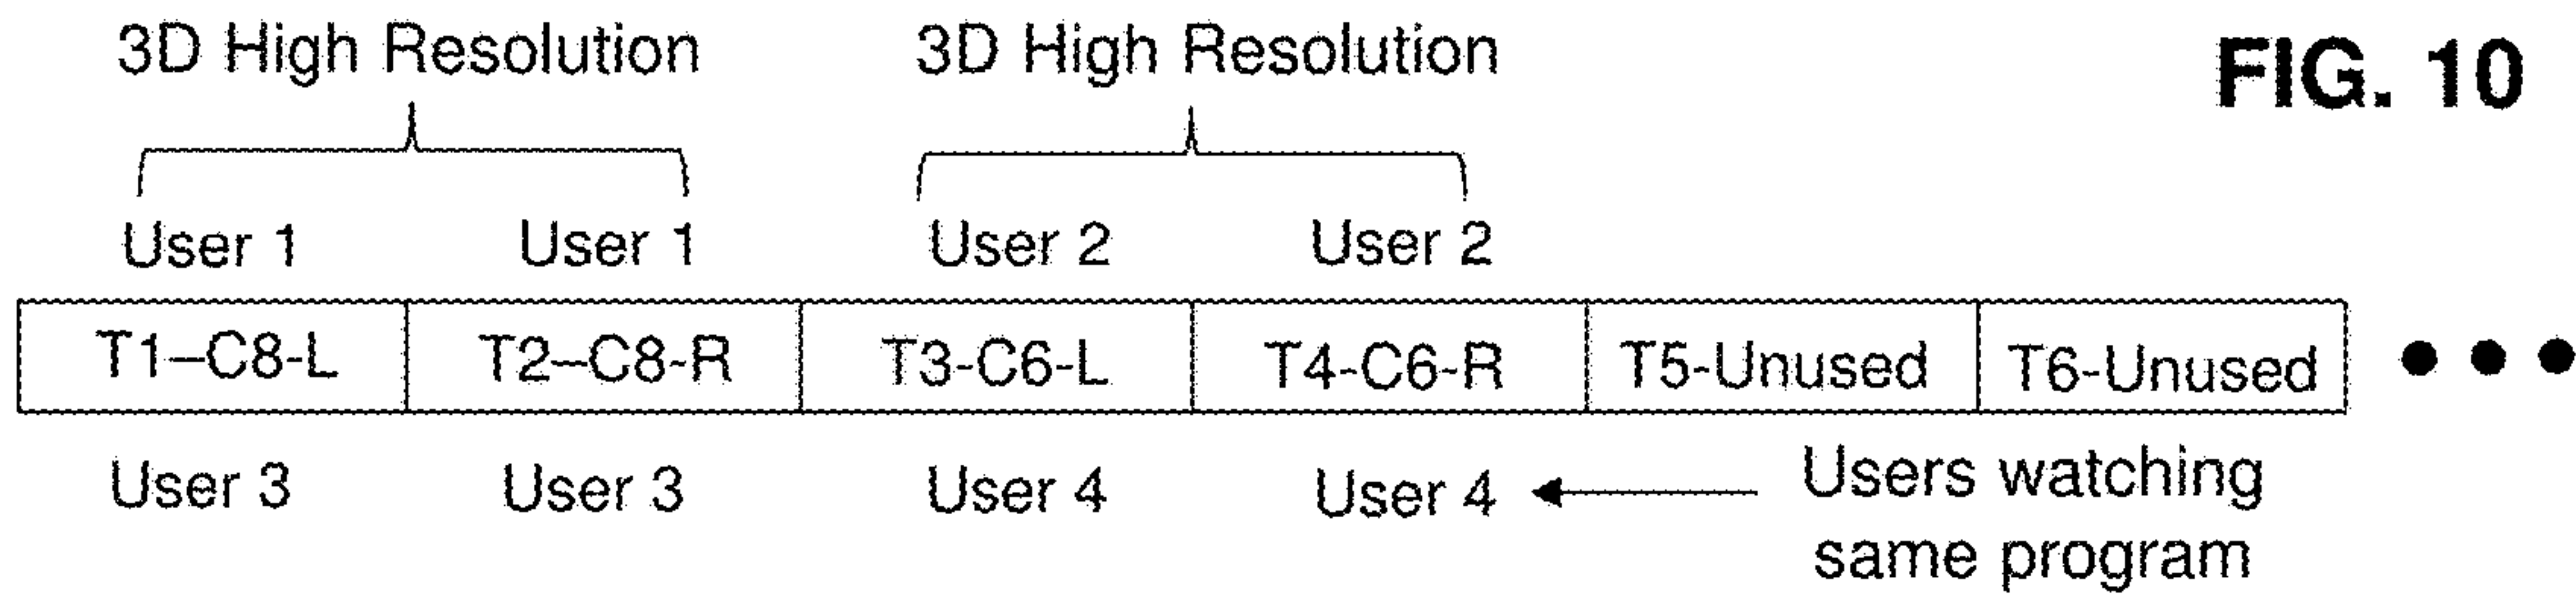 3D High Resolution 3D High Resolution FIG. 10
User 1 User 1 User 2 User 2
T1–C8-L T2–C8-R T3-C6-L T4-C6-R T5-Unused T6-Unused
User 3 User 3 User 4 User 4 Users watching
same program